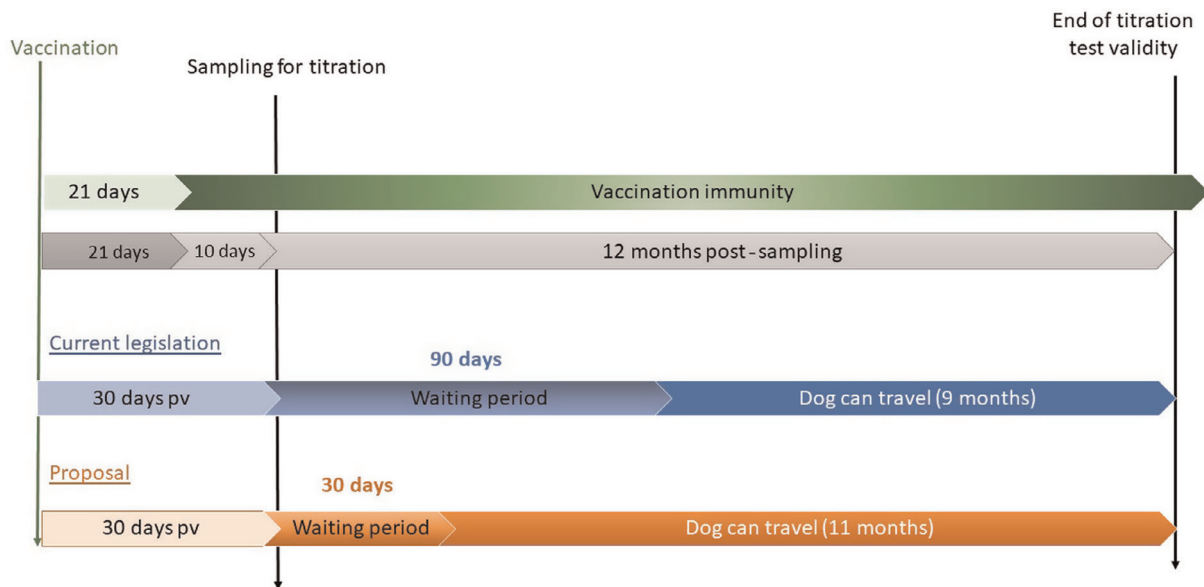 Vaccination
Sampling for titration
End of titration
test validity
21 days
Vaccination immunity
21 days
10 days
12 months post-sampling
Current legislation
90 days
30 days pv
Waiting period
Dog can travel (9 months)
Proposal
30 days
30 days pv
Waiting period
Dog can travel (11 months)